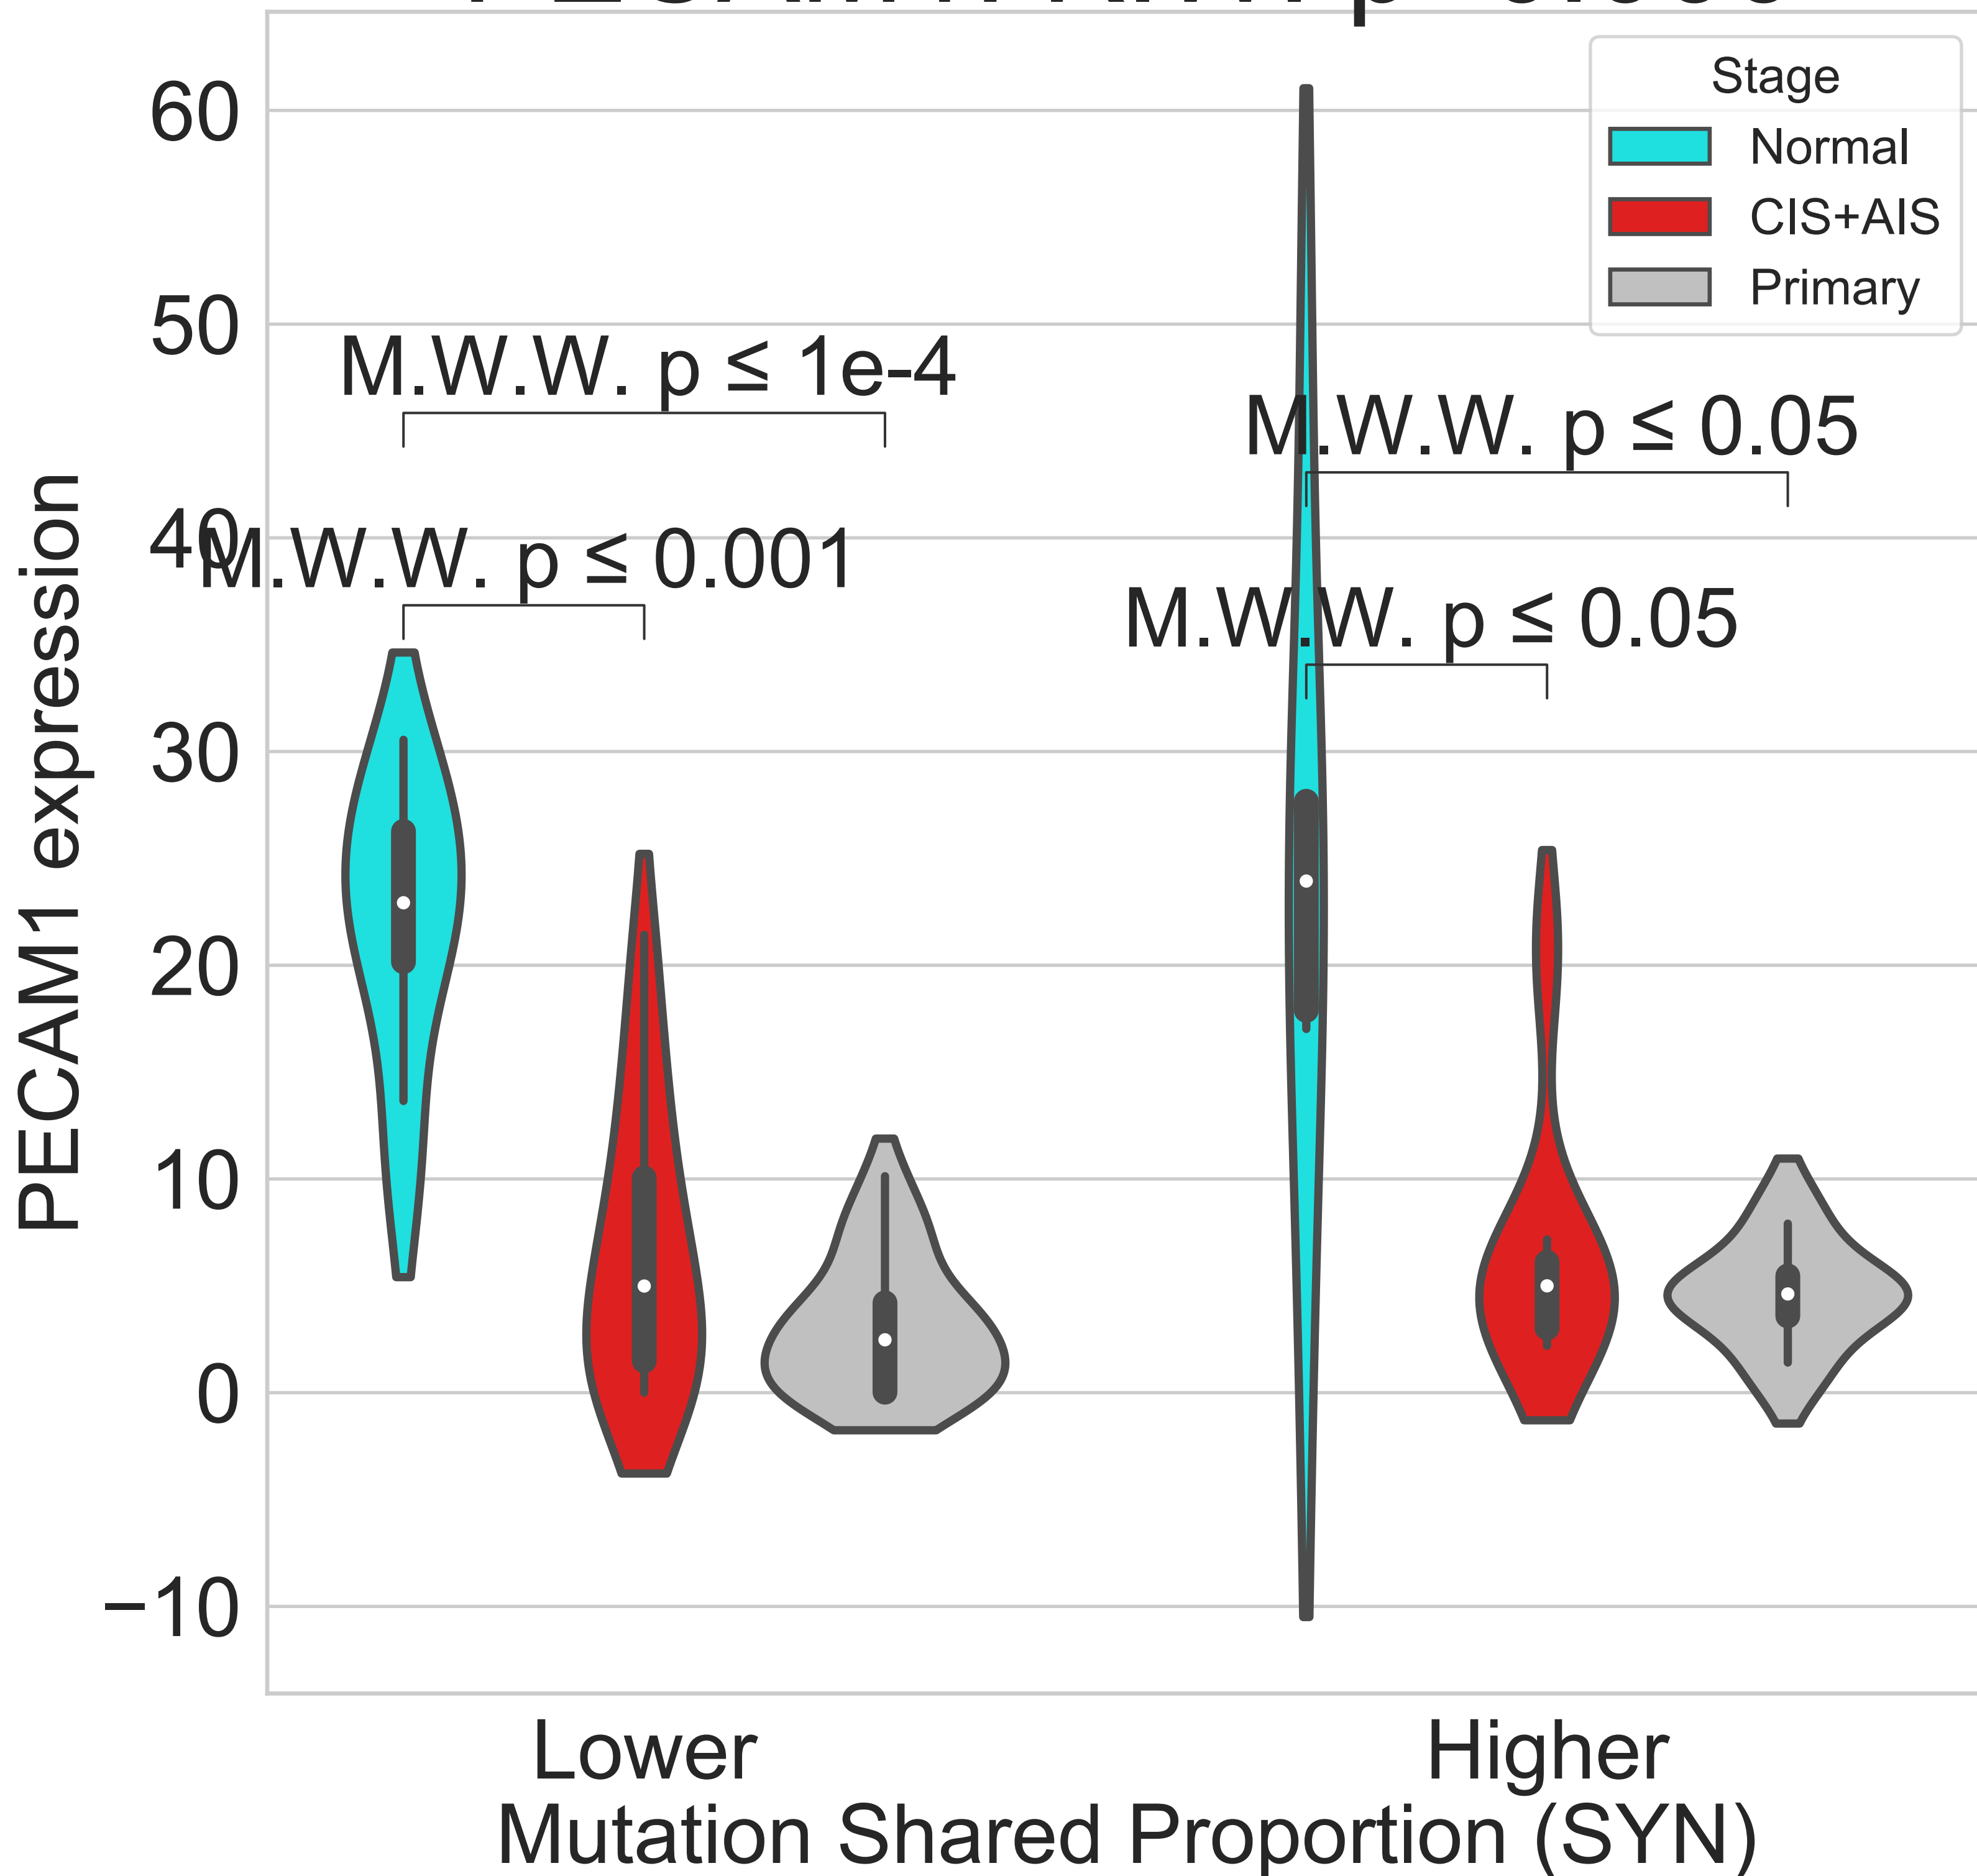 Stage
Normal
CIS+AIS
Primary
60
50
40
30
20
10
0
−10
PECAM1 expression
M.W.W. p ≤ 1e-4
M.W.W. p ≤ 0.001
M.W.W. p ≤ 0.05
M.W.W. p ≤ 0.05
Lower
Higher
Mutation Shared Proportion (SYN)